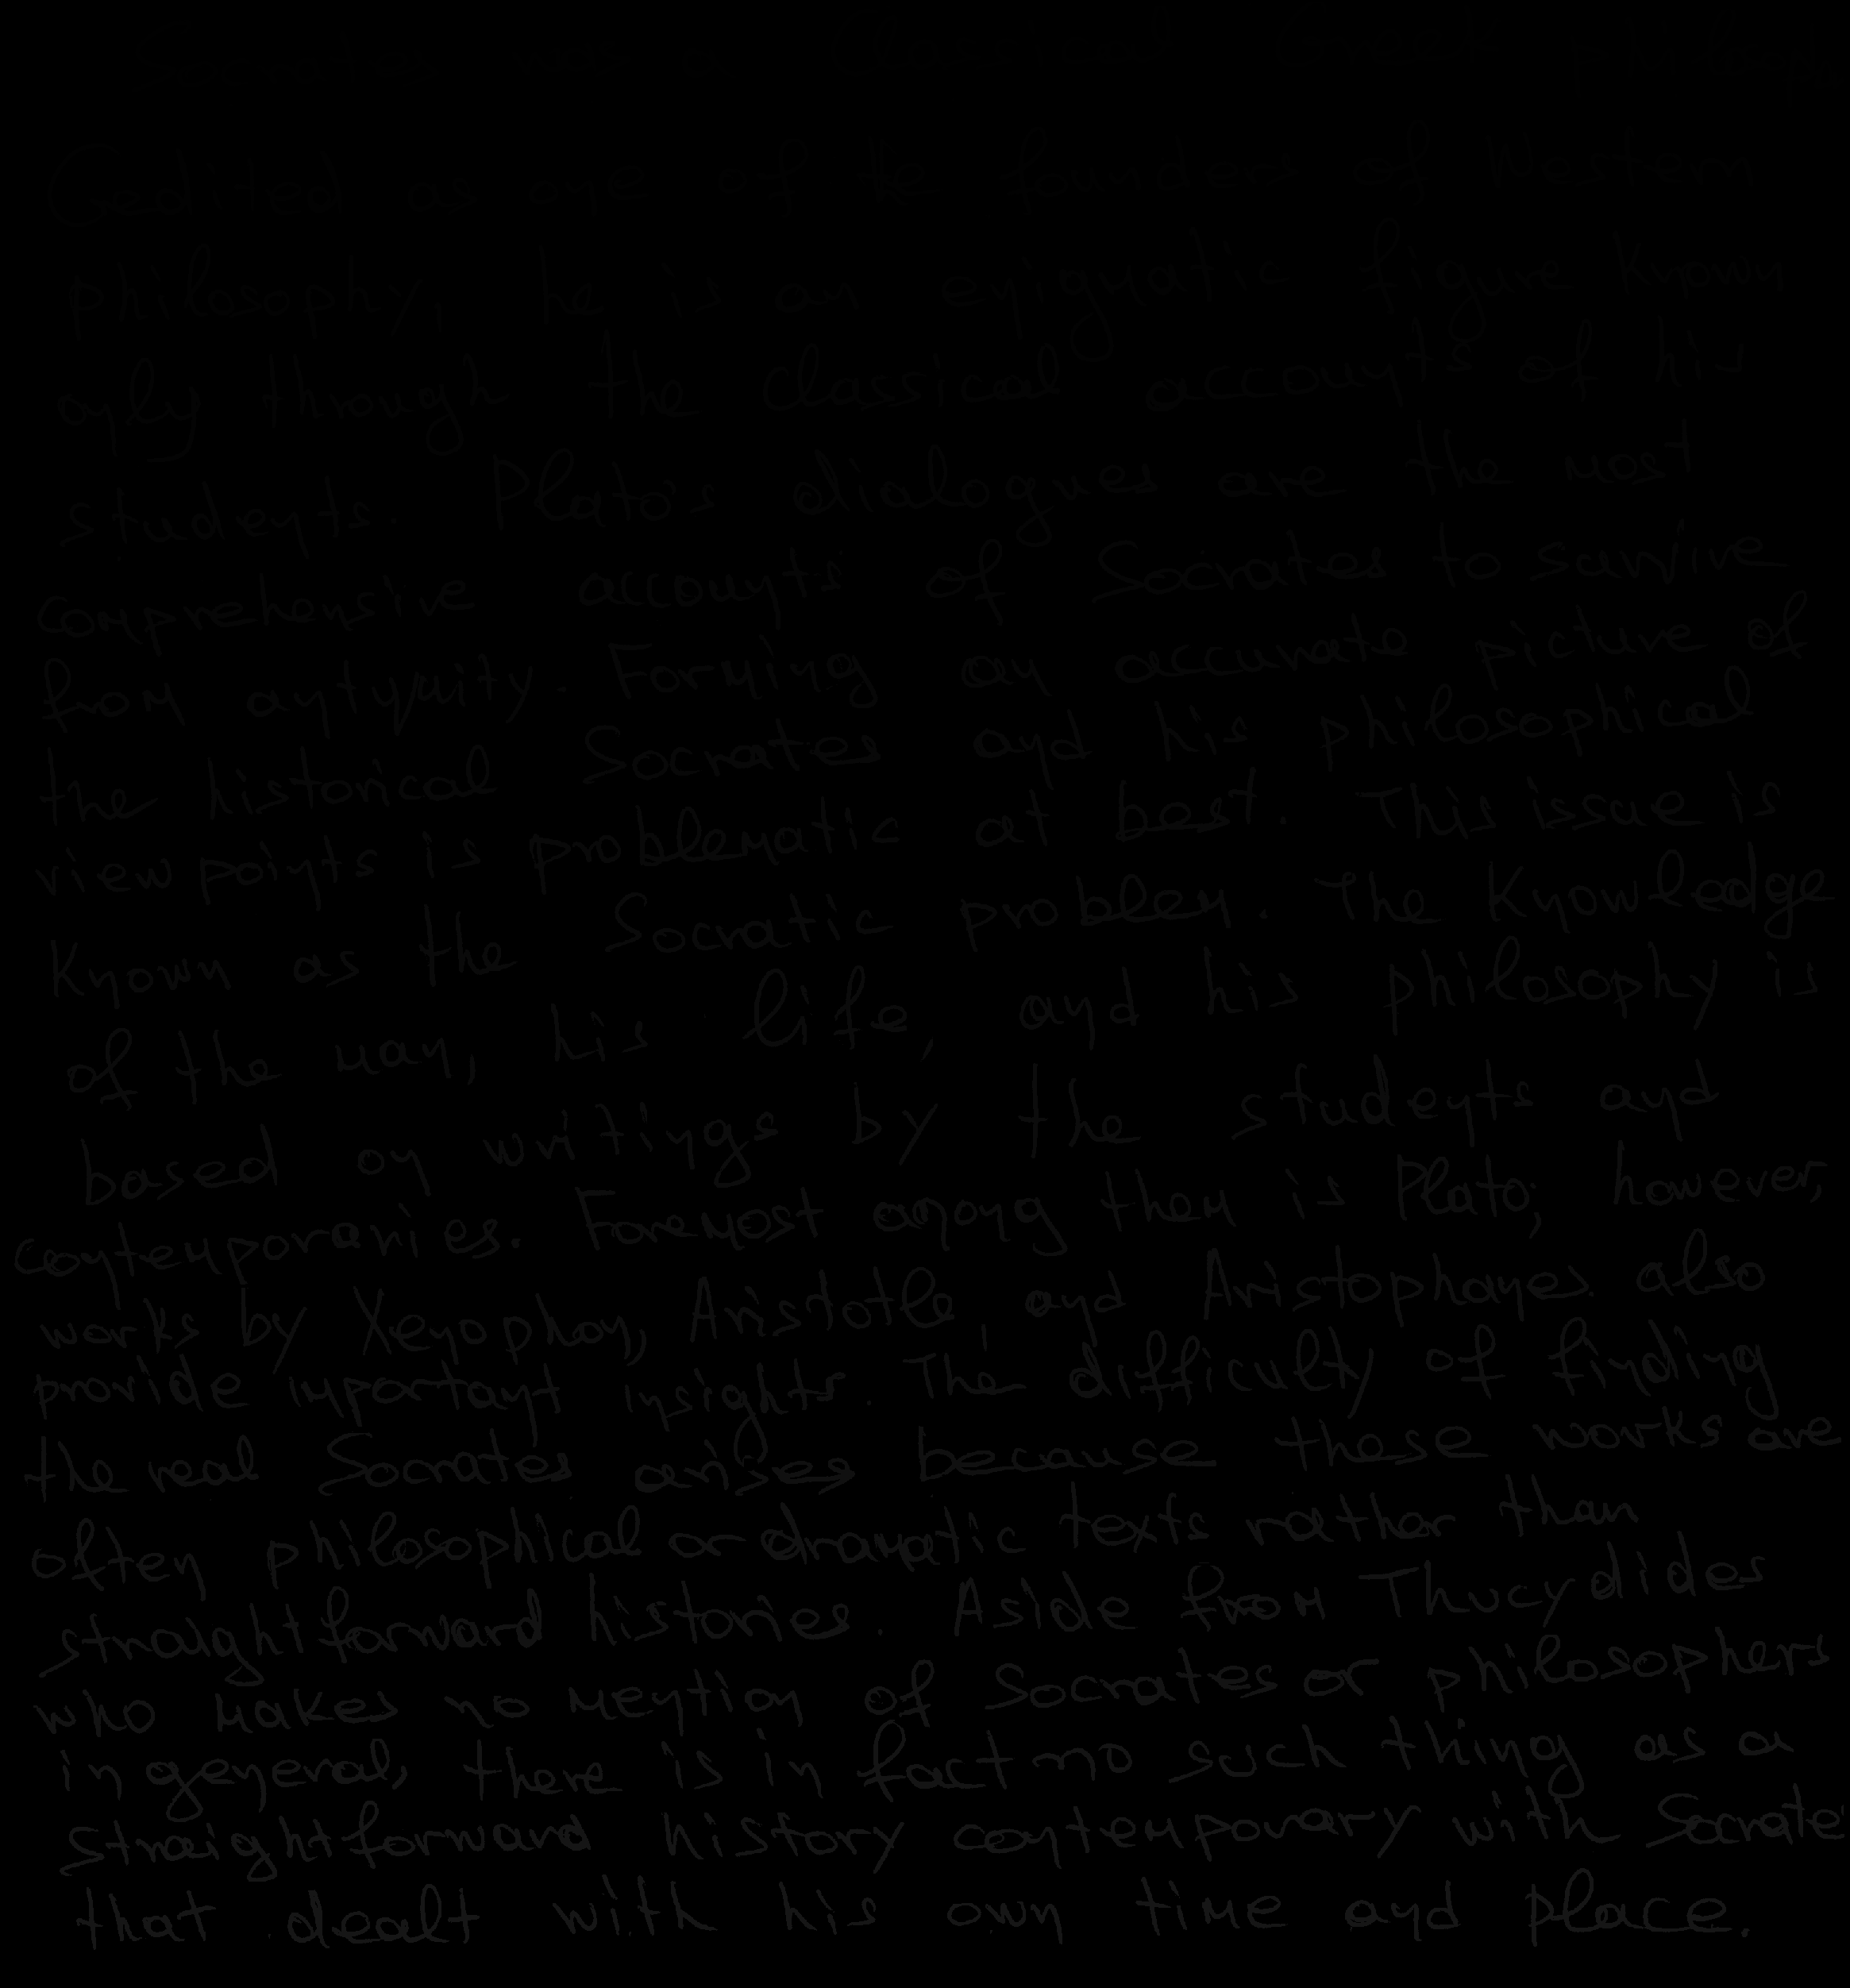 Socrates was a classical Greek
Credited as one of the founders of Western
philosophy, he is an enigmatic figure known
only through the classical accounts of his
students. Plato's dialogues are the most
comprehensive accounts of Socrates to survive
from antyquity. Forming an accurate picture of
the historical Socrates and his philosophical
viewpoints is problematic at best. This issue is
known as the Socratic problem. The knowledge
of the man, his life, and his philosophy is
based on writings by the students and
contemporaries. Foremost among them is Plato; however,
works by Xenophon, Aristotle, and Aristophanes also
provide important insights. The difficulty of finding
the real Socrates arises because these works are
often philosophical or dramatic texts rather than
straightforward histories. Aside from Thucydides
who makes no mention of Socrates or philosophers
in general, there is in fact no such thing as a
straightforward history contemporary with Socrate
that dealt with his own time and place.